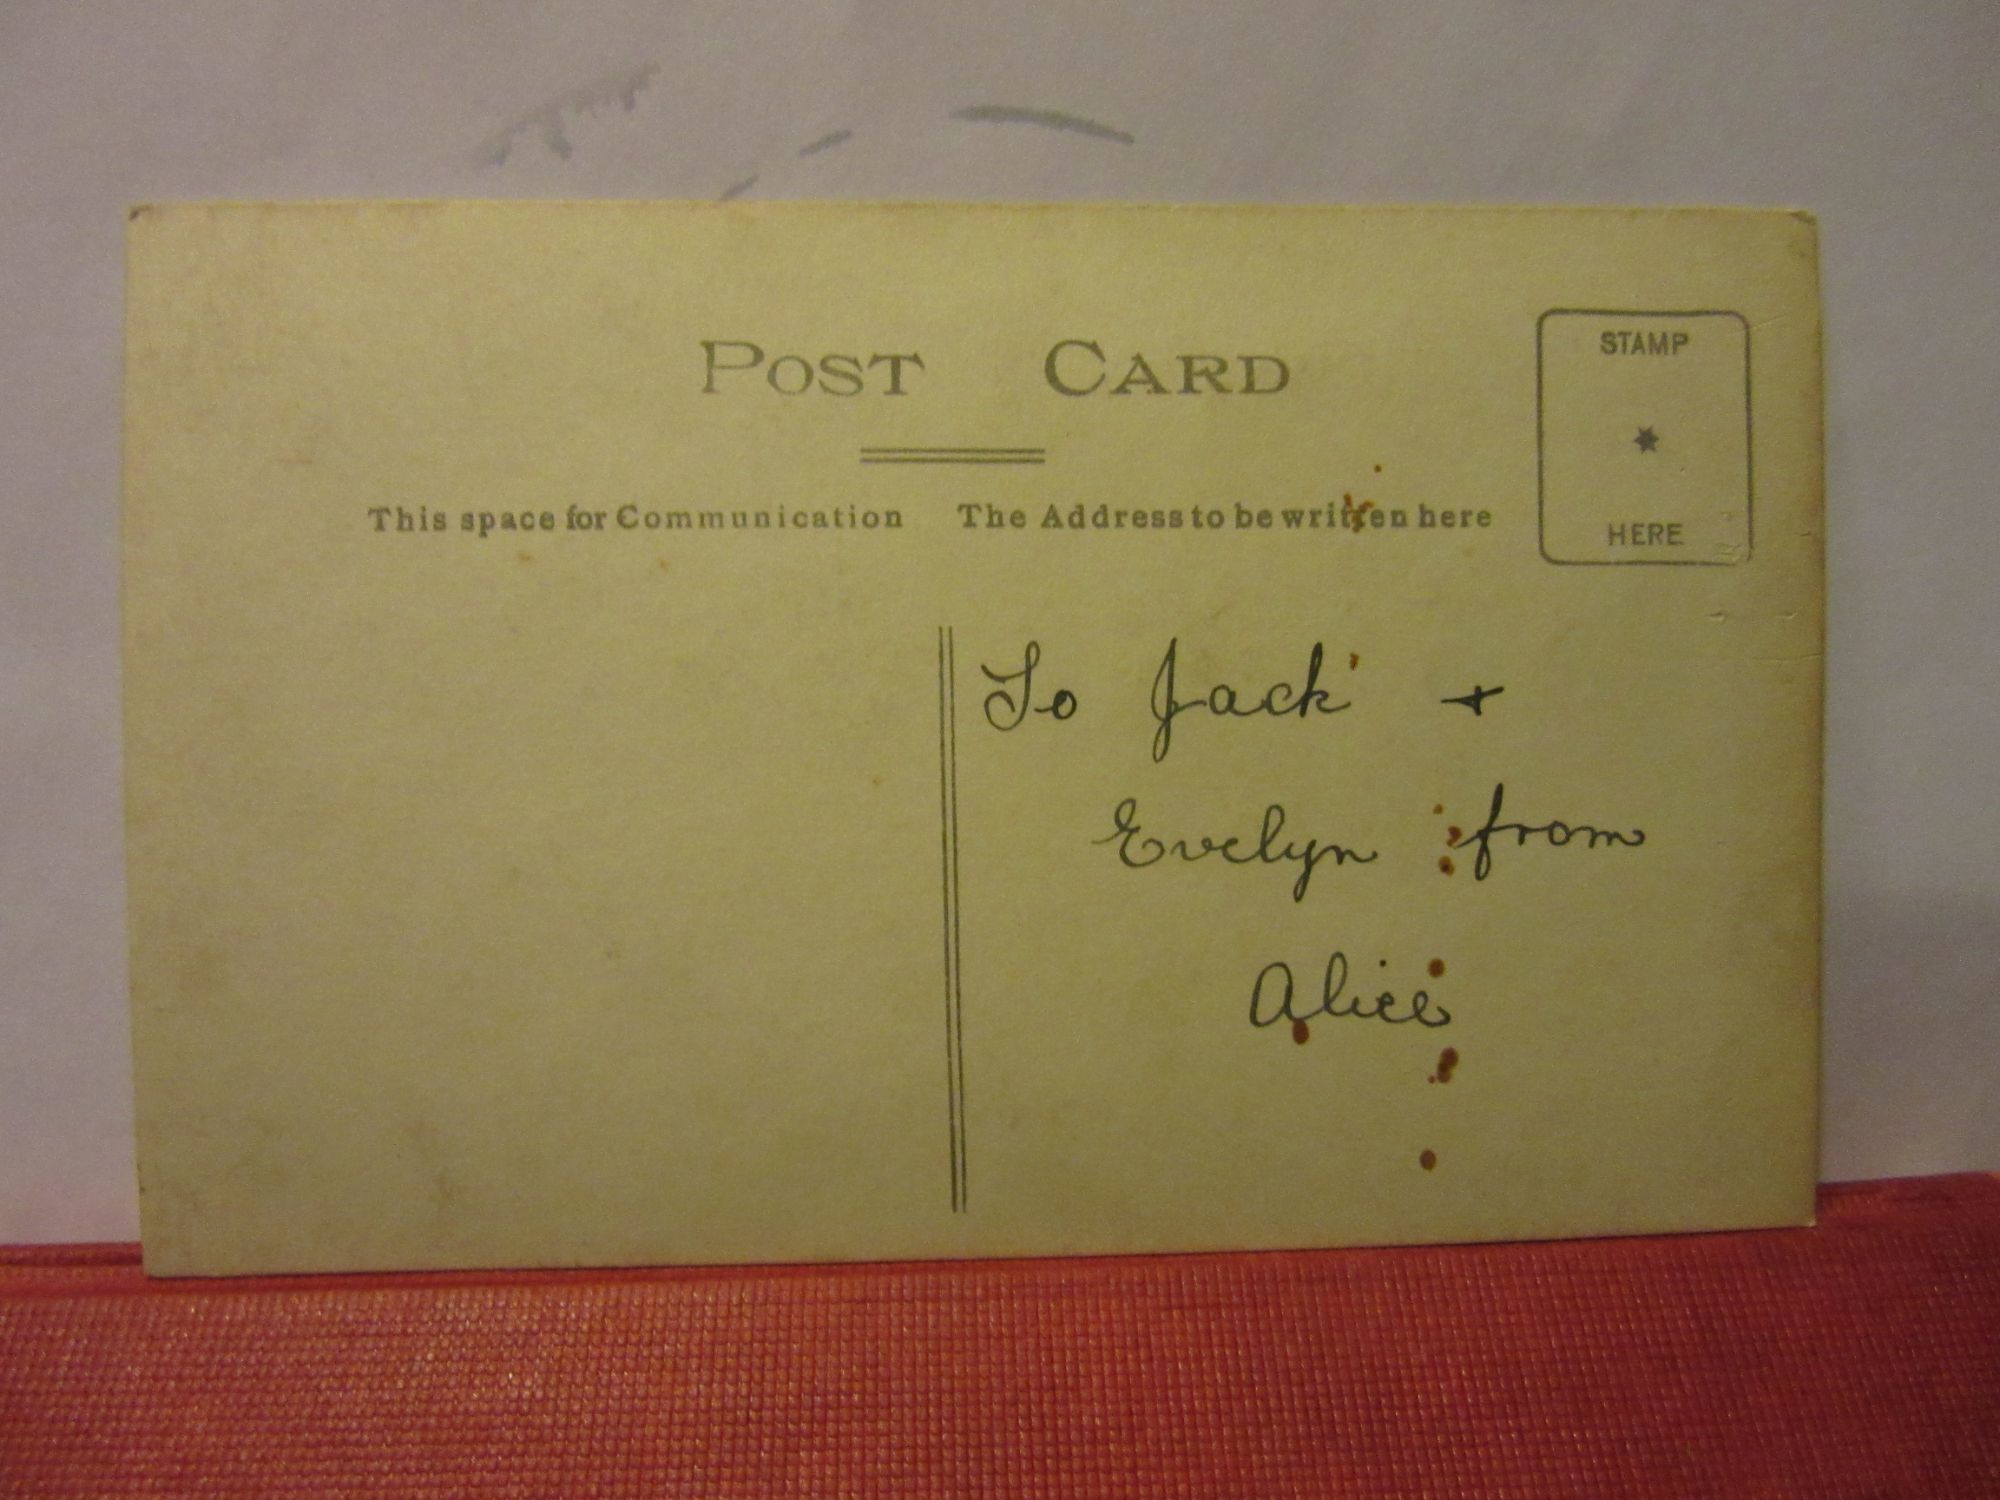 POST CARD
STAMP
HERE
This space for Communication
The Address to be written here
To Jack +
Evelyn from
Alice